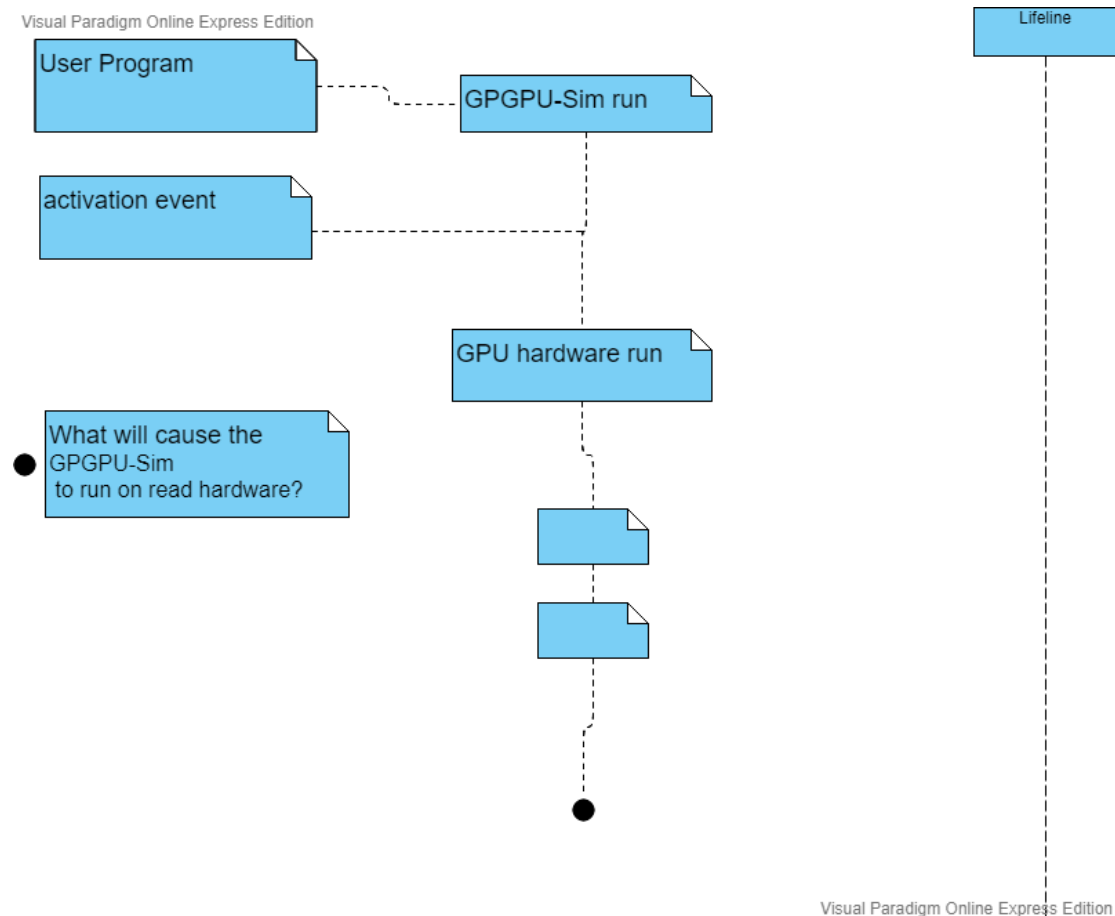 Visual Paradigm Online Express Edition
Lifeline
User Program
GPGPU-Sim run
activation event
GPU hardware run
What will cause the
GPGPU-Sim
to run on read hardware?
Visual Paradigm Online Express Edition